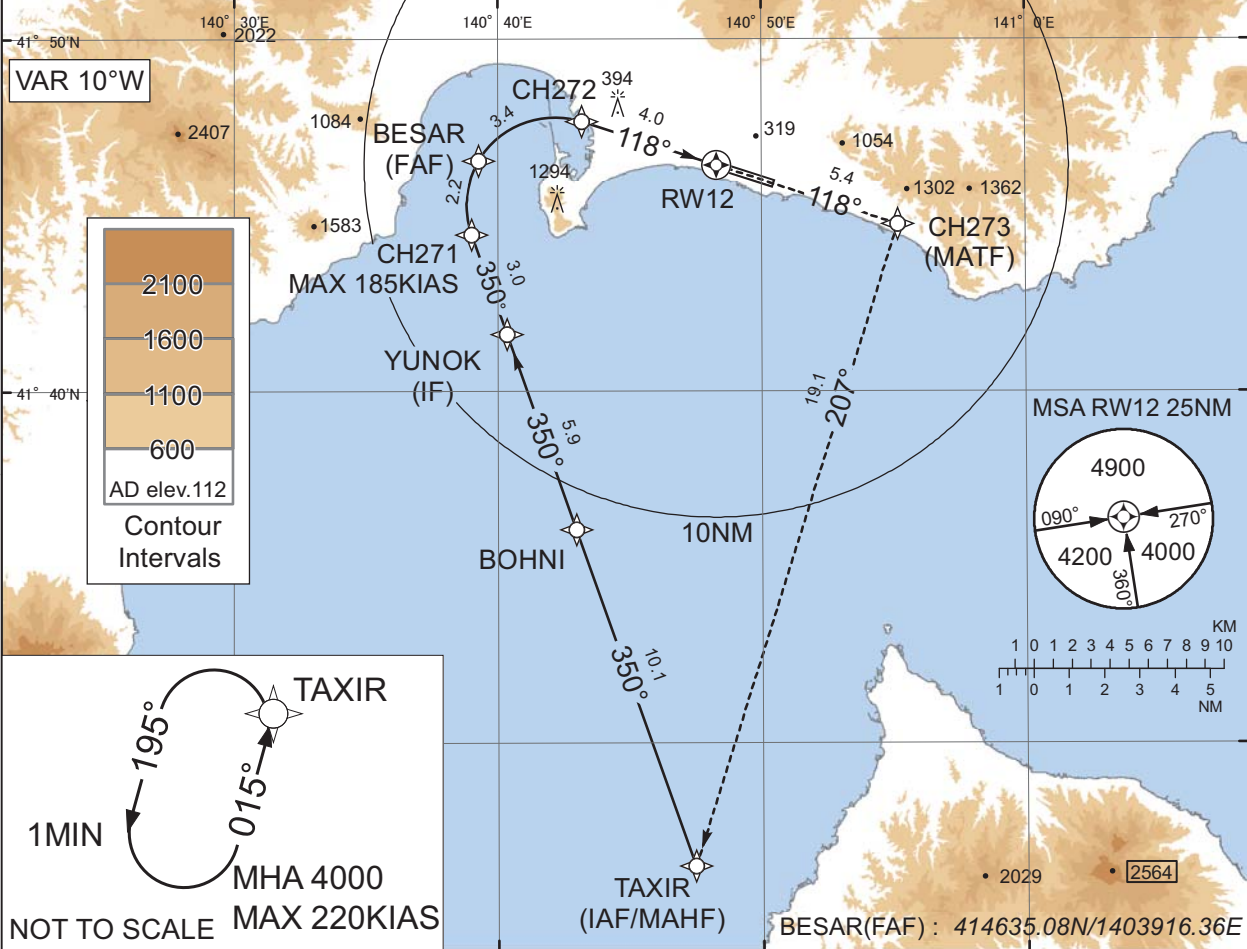 140° 30'E
140° 40'E
140° 50'E
141° 0'E
41° 50'N
2022
VAR 10°W
2407
1084
BESAR
(FAF)
3.4
CH272
394
4.0
118°
319
1054
1294
2.2
RW12
5.4
118°
1302
1362
CH273
(MATF)
1583
CH271
MAX 185KIAS
3.0
350°
2100
1600
1100
600
AD elev.112
Contour
Intervals
YUNOK
(IF)
41° 40'N
19.1
207°
5.9
350°
MSA RW12 25NM
4900
090°
270°
4200
4000
360°
10NM
BOHNI
KM
1 0 1 2 3 4 5 6 7 8 9 10
1 0 1 2 3 4 5
NM
10.1
350°
TAXIR
195°
015°
1MIN
MHA 4000
MAX 220KIAS
NOT TO SCALE
TAXIR
(IAF/MAHF)
2029
2564
BESAR(FAF) : 414635.08N/1403916.36E